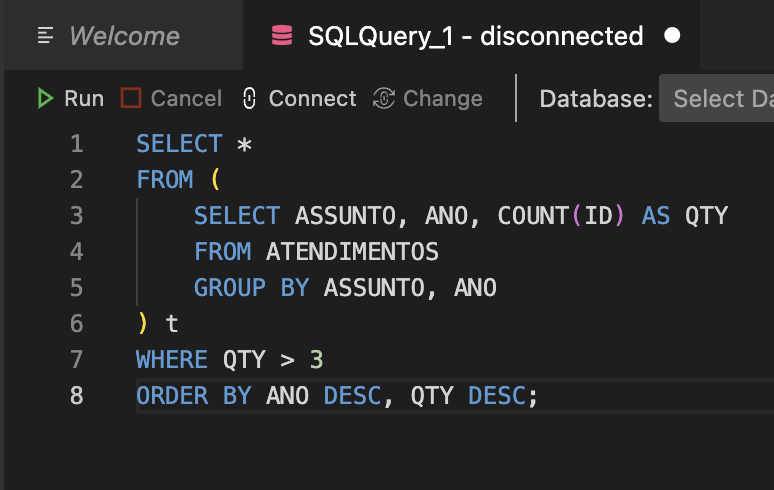 Welcome
SQLQuery_1 - disconnected
Run Cancel Connect Change Database: Select Da
1 SELECT *
2 FROM (
3 SELECT ASSUNTO, ANO, COUNT(ID) AS QTY
4 FROM ATENDIMENTOS
5 GROUP BY ASSUNTO, ANO
6 ) t
7 WHERE QTY > 3
8 ORDER BY ANO DESC, QTY DESC;